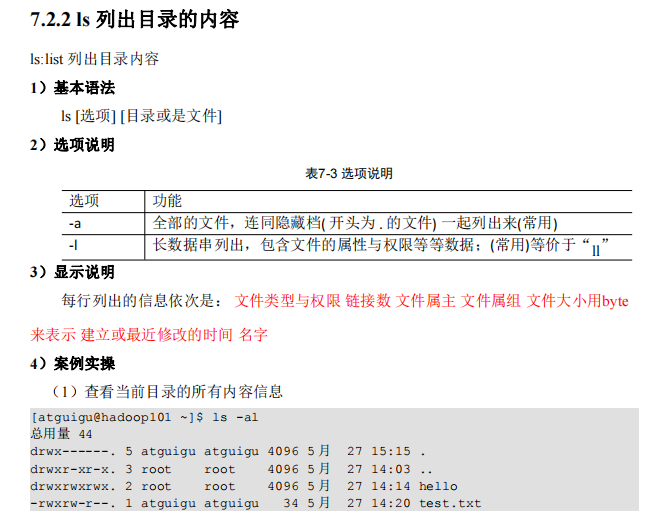 7.2.2 ls 列出目录的内容
ls:list 列出目录内容
1）基本语法
ls [选项] [目录或是文件]
2）选项说明
表7-3 选项说明
选项 功能
-a 全部的文件，连同隐藏档( 开头为 . 的文件) 一起列出来(常用)
-l 长数据串列出，包含文件的属性与权限等等数据；(常用)等价于“ll”
3）显示说明
每行列出的信息依次是： 文件类型与权限 链接数 文件属主 文件属组 文件大小用byte
来表示 建立或最近修改的时间 名字
4）案例实操
（1）查看当前目录的所有内容信息
[atguigu@hadoop101 ~]$ ls -al
总用量 44
drwx------. 5 atguigu atguigu 4096 5月 27 15:15 .
drwxr-xr-x. 3 root root 4096 5月 27 14:03 ..
drwxrwxrwx. 2 root root 4096 5月 27 14:14 hello
-rwxrw-r--. 1 atguigu atguigu 34 5月 27 14:20 test.txt